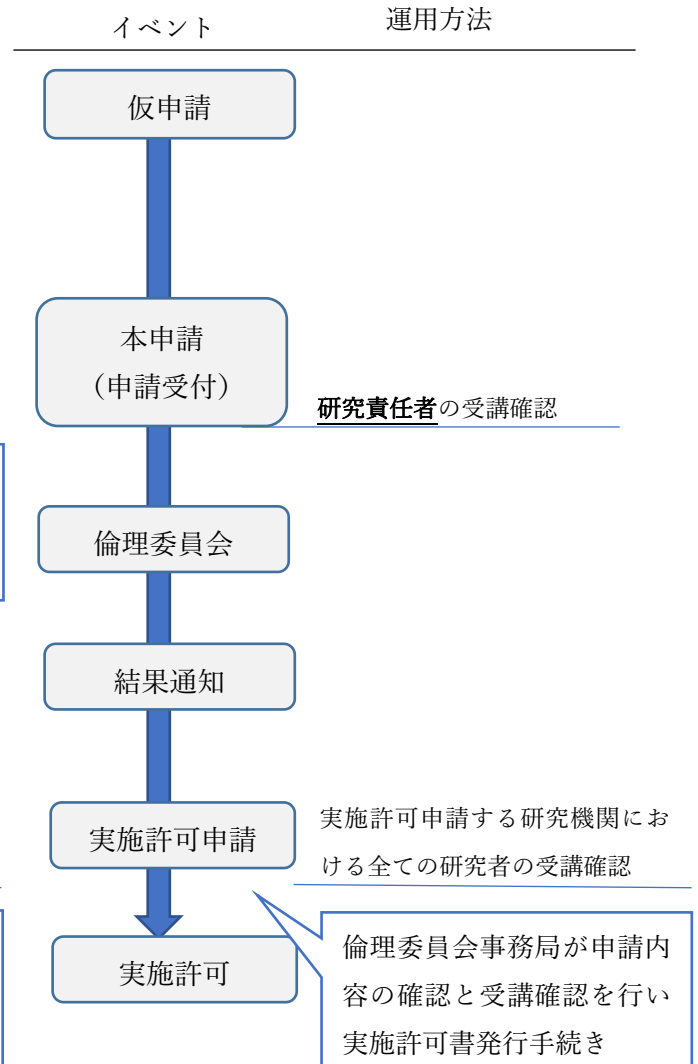 イベント
運用方法
仮申請
本申請
（申請受付）
研究責任者の受講確認
倫理委員会
結果通知
実施許可申請
実施許可申請する研究機関にお
ける全ての研究者の受講確認
実施許可
倫理委員会事務局が申請内
容の確認と受講確認を行い
実施許可書発行手続き